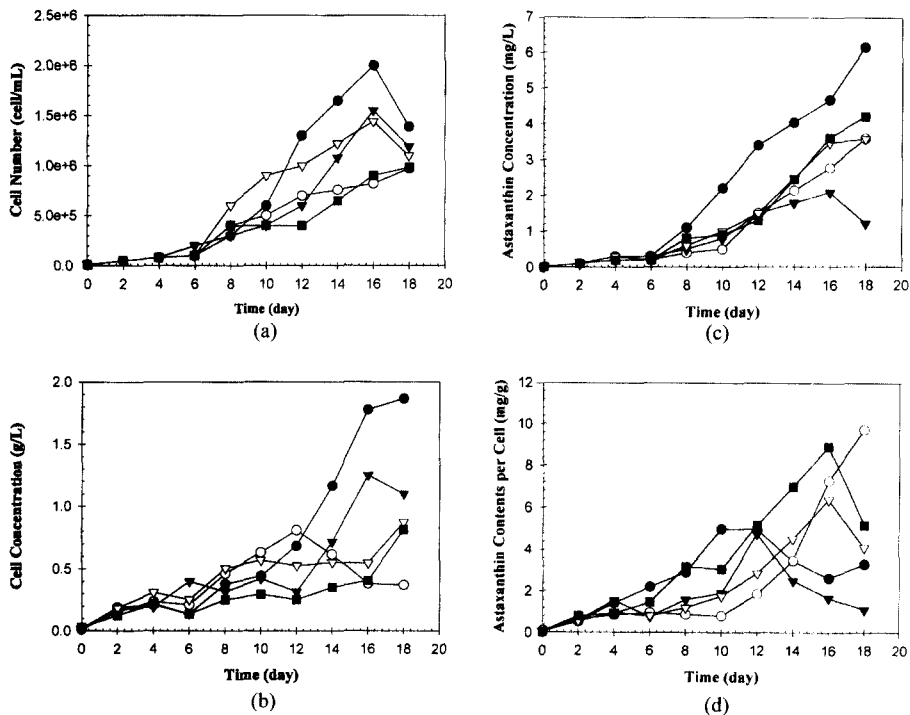 2.5e+6
2.0e+6
1.5e+6
1.0e+6
5.0e+5
0.0
Cell Number (cell/mL)
0 2 4 6 8 10 12 14 16 18
Time (day)
(a)
7
6
5
4
3
2
1
0
Astaxanthin Concentration (mg/L)
0 2 4 6 8 10 12 14 16 18 20
Time (day)
(c)
2.0
1.5
1.0
0.5
0.0
Cell Concentration (g/L)
0 2 4 6 8 10 12 14 16 18 20
Time (day)
(b)
12
10
8
6
4
2
0
Astaxanthin Contents per Cell (mg/g)
0 2 4 6 8 10 12 14 16 18 20
Time (day)
(d)